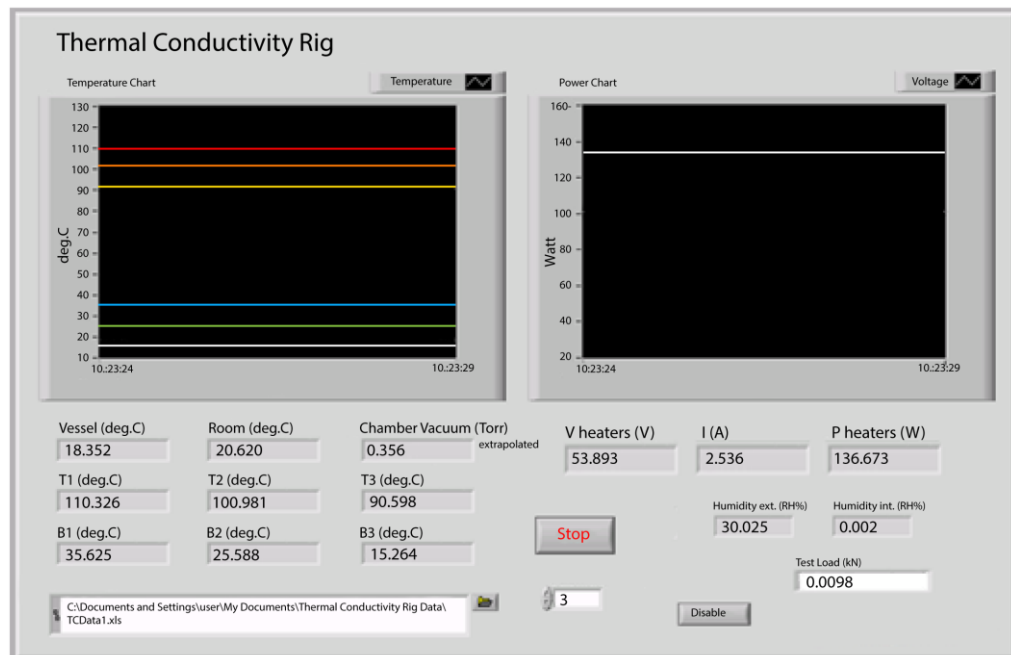 Thermal Conductivity Rig
Temperature Chart
Temperature
130
120
110
100
90
80
70
60
50
40
30
20
10
deg.C
10.:23:24
10.:23:29
Power Chart
Voltage
160-
140
120
100
80
60
40
20
Watt
10.:23:24
10.:23:29
Vessel (deg.C)
18.352
Room (deg.C)
20.620
Chamber Vacuum (Torr)
0.356
extrapolated
T1 (deg.C)
110.326
T2 (deg.C)
100.981
T3 (deg.C)
90.598
B1 (deg.C)
35.625
B2 (deg.C)
25.588
B3 (deg.C)
15.264
V heaters (V)
53.893
I (A)
2.536
P heaters (W)
136.673
Humidity ext. (RH%)
30.025
Humidity int. (RH%)
0.002
Stop
Test Load (kN)
0.0098
3
Disable
C:\Documents and Settings\user\My Documents\Thermal Conductivity Rig Data\
TCData1.xls